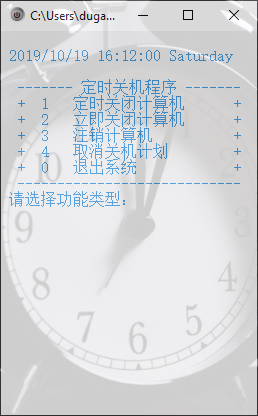 C:\Users\duga...
2019/10/19 16:12:00 Saturday
------- 定时关机程序 -------
+ 1 定时关闭计算机 +
+ 2 立即关闭计算机 +
+ 3 注销计算机 +
+ 4 取消关机计划 +
+ 0 退出系统 +
----------------------------
请选择功能类型: